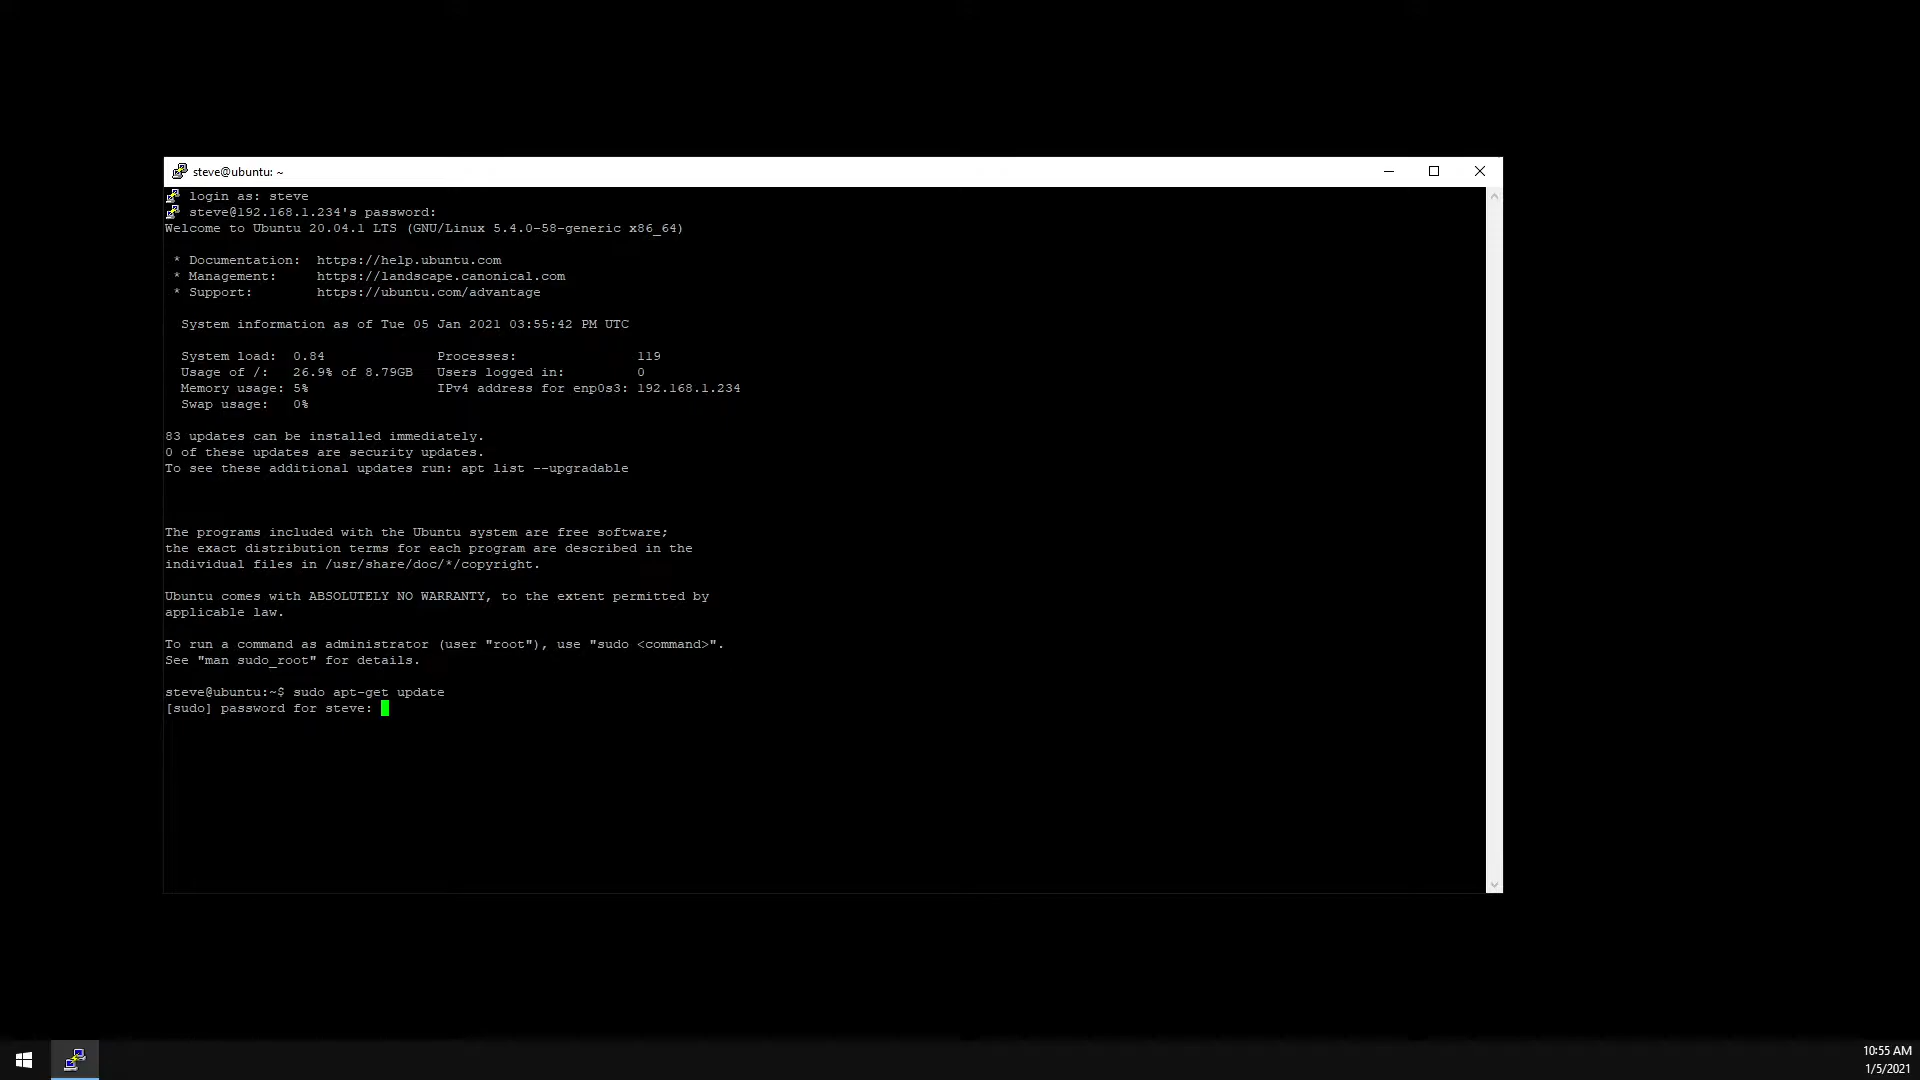 steve@ubuntu: ~
login as: steve
steve@192.168.1.234's password:
Welcome to Ubuntu 20.04.1 LTS (GNU/Linux 5.4.0-58-generic x86_64)
* Documentation: https://help.ubuntu.com
* Management: https://landscape.canonical.com
* Support: https://ubuntu.com/advantage
System information as of Tue 05 Jan 2021 03:55:42 PM UTC
System load: 0.84 Processes: 119
Usage of /: 26.9% of 8.79GB Users logged in: 0
Memory usage: 5% IPv4 address for enp0s3: 192.168.1.234
Swap usage: 0%
83 updates can be installed immediately.
0 of these updates are security updates.
To see these additional updates run: apt list --upgradable
The programs included with the Ubuntu system are free software;
the exact distribution terms for each program are described in the
individual files in /usr/share/doc/*/copyright.
Ubuntu comes with ABSOLUTELY NO WARRANTY, to the extent permitted by
applicable law.
To run a command as administrator (user "root"), use "sudo <command>".
See "man sudo_root" for details.
steve@ubuntu:~$ sudo apt-get update
[sudo] password for steve:
10:55 AM
1/5/2021